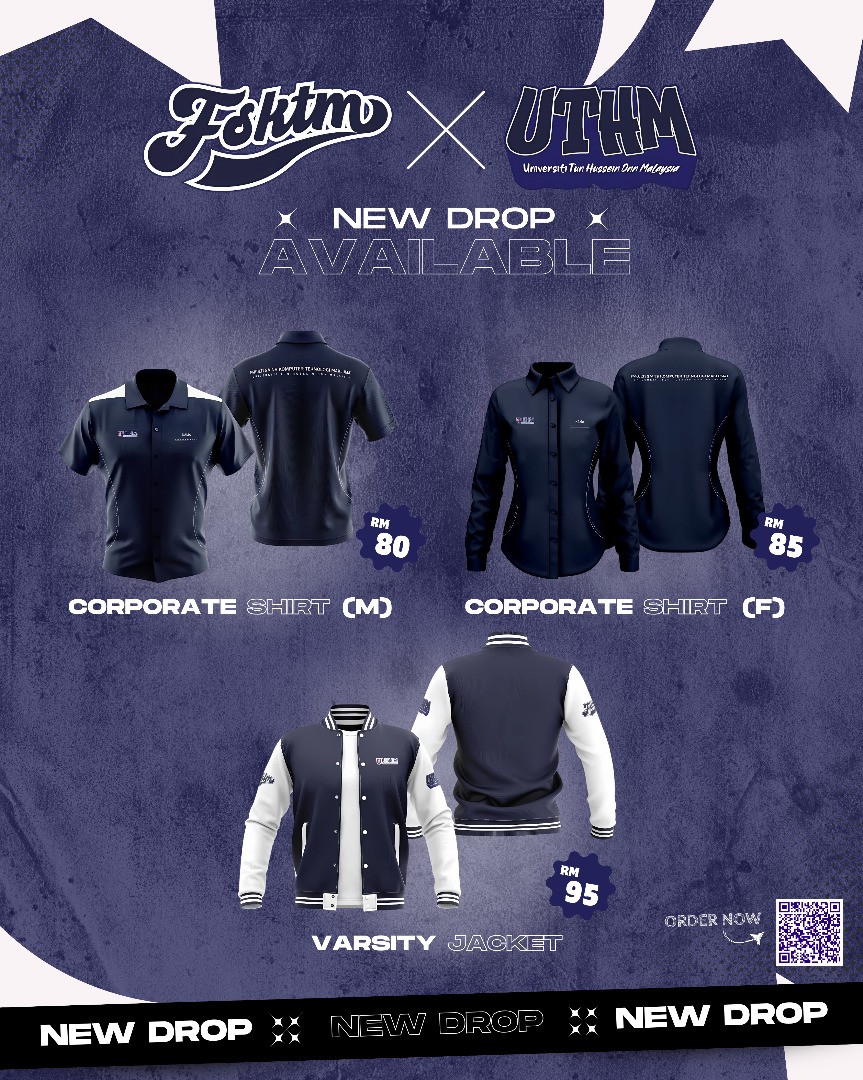 Fsktm
UTHM
Universiti Tun Hussein Onn Malaysia
NEW DROP
AVAILABLE
RM
80
RM
85
CORPORATE SHIRT (M)
CORPORATE SHIRT (F)
RM
95
ORDER NOW
VARSITY JACKET
NEW DROP NEW DROP NEW DROP